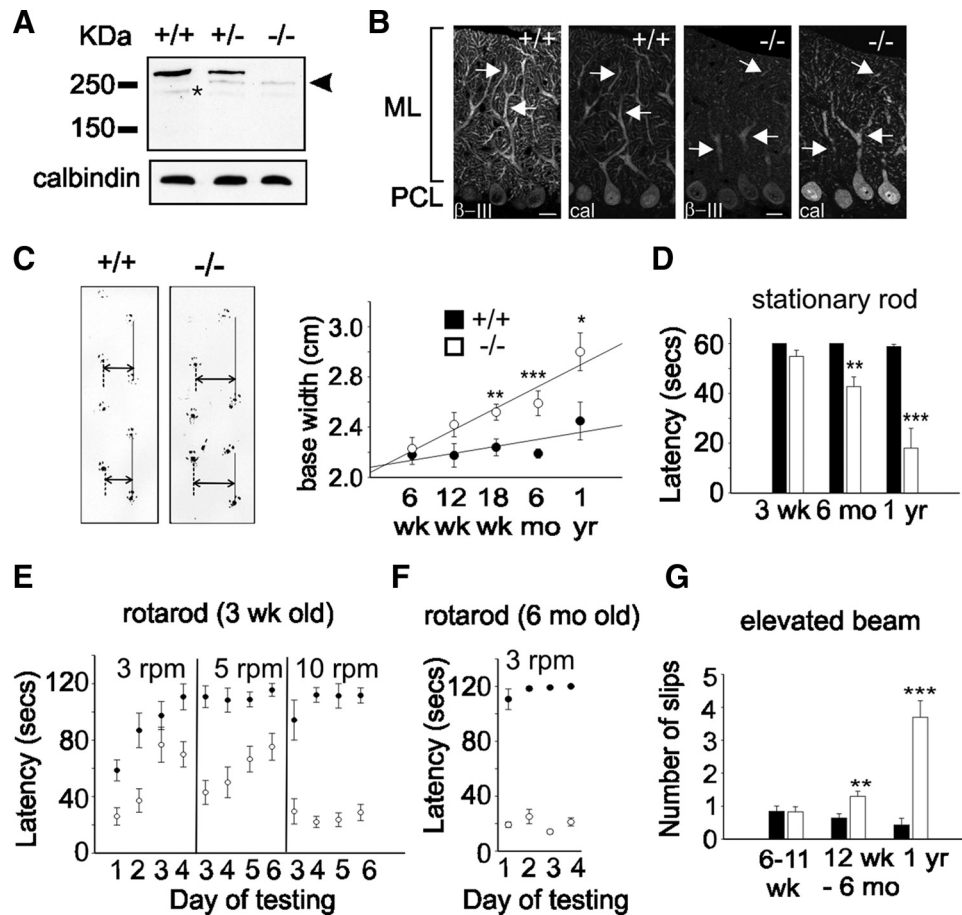 A
KDa +/+ +/- -/-
250
*
150
calbindin
B
+/+ +/+ -/- -/-
ML
PCL
β-III cal β-III cal
C
+/+ -/-
base width (cm)
3.0
2.8
2.4
2.0
+/+
-/-
** *** *
6 12 18 6 1
wk wk wk mo yr
D
stationary rod
Latency (secs)
60
40
20
0
** ***
3 wk 6 mo 1 yr
E
rotarod (3 wk old)
3 rpm 5 rpm 10 rpm
Latency (secs)
120
80
40
0
1 2 3 4 3 4 5 6 3 4 5 6
Day of testing
F
rotarod (6 mo old)
3 rpm
Latency (secs)
120
80
40
0
1 2 3 4
Day of testing
G
elevated beam
Number of slips
5
4
3
2
1
0
** ***
6-11 12 wk 1 yr
wk - 6 mo